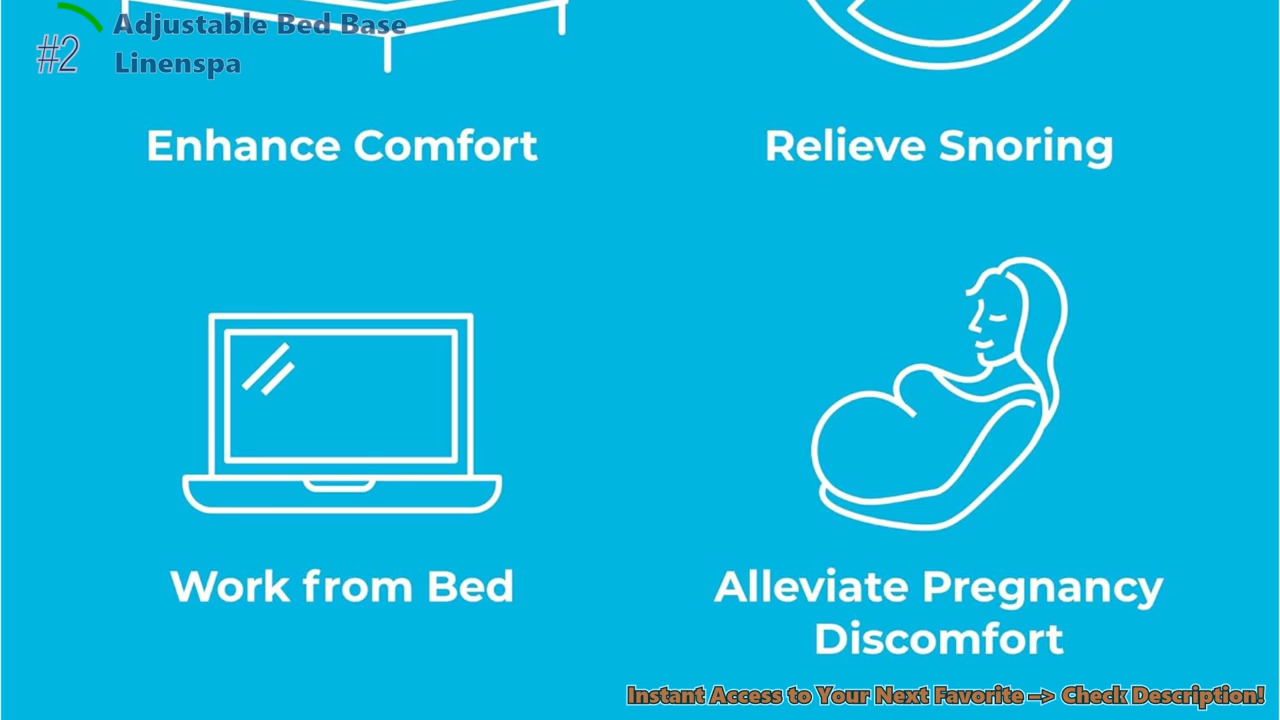 #2
Adjustable Bed Base
Linenspa
Enhance Comfort
Relieve Snoring
Work from Bed
Alleviate Pregnancy
Discomfort
Instant Access to Your Next Favorite --> Check Description!